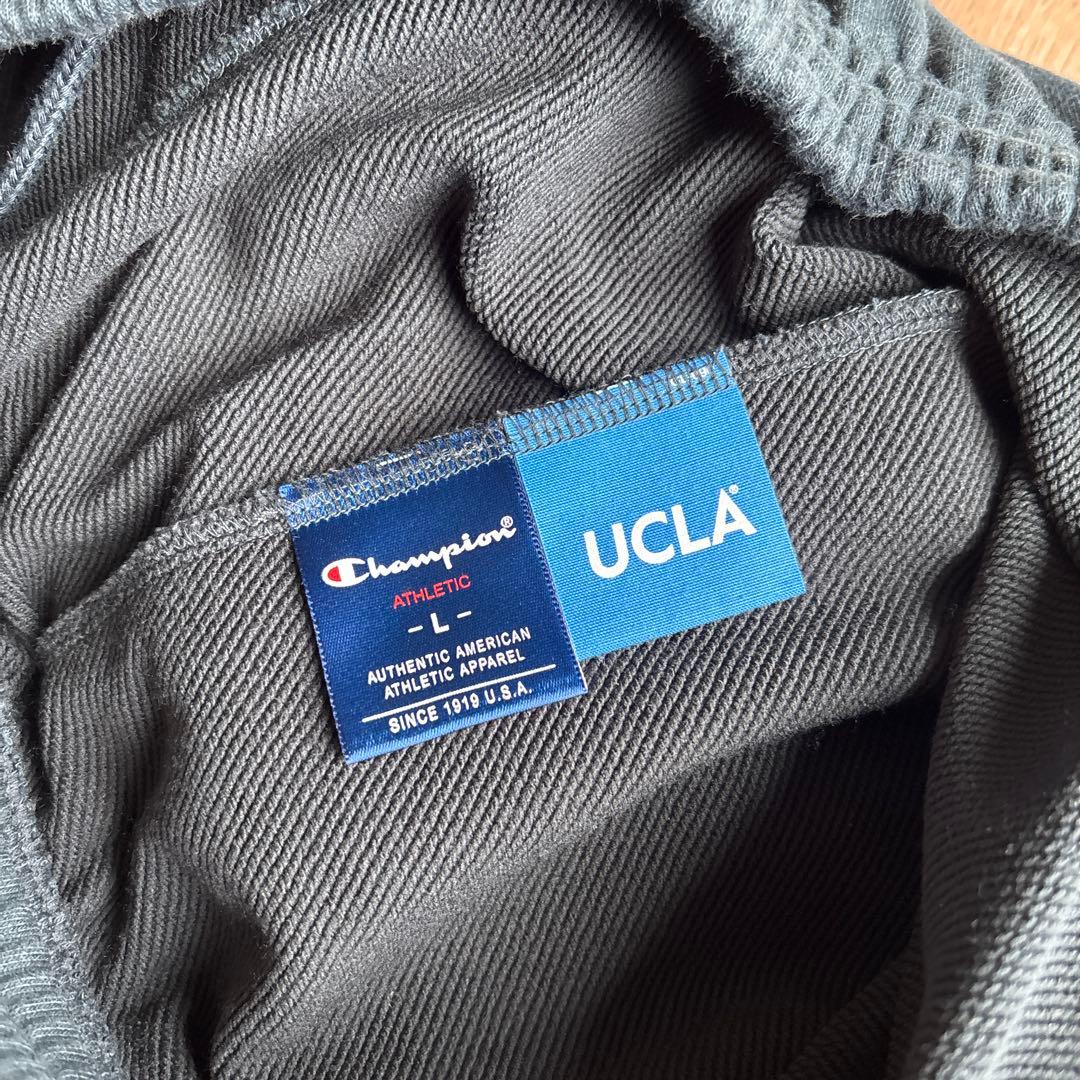 Champion®
ATHLETIC
- L -
AUTHENTIC AMERICAN
ATHLETIC APPAREL
SINCE 1919 U.S.A.
UCLA®